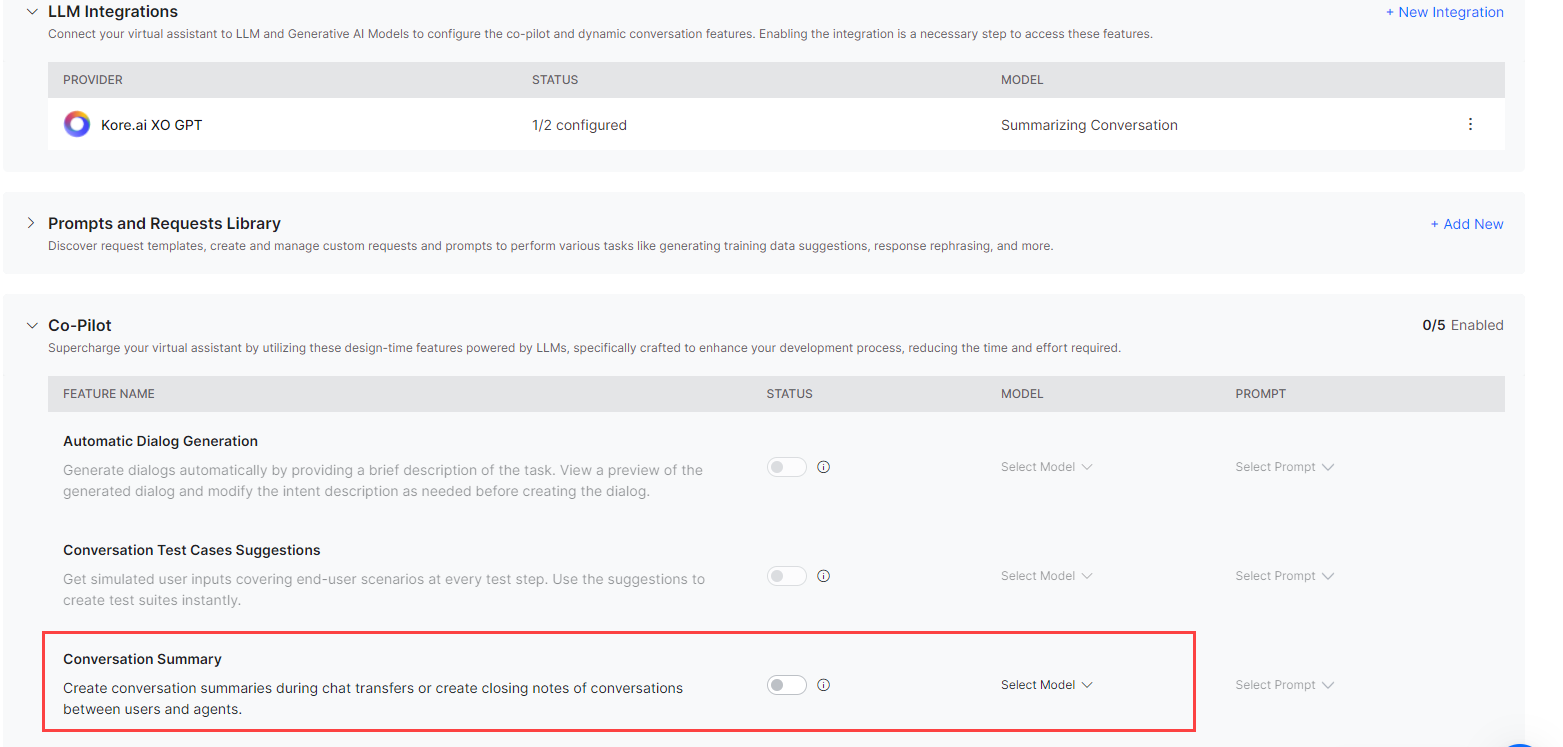 LLM Integrations
+ New Integration
Connect your virtual assistant to LLM and Generative AI Models to configure the co-pilot and dynamic conversation features. Enabling the integration is a necessary step to access these features.
PROVIDER STATUS MODEL
Kore.ai XO GPT 1/2 configured Summarizing Conversation
Prompts and Requests Library
+ Add New
Discover request templates, create and manage custom requests and prompts to perform various tasks like generating training data suggestions, response rephrasing, and more.
Co-Pilot
0/5 Enabled
Supercharge your virtual assistant by utilizing these design-time features powered by LLMs, specifically crafted to enhance your development process, reducing the time and effort required.
FEATURE NAME STATUS MODEL PROMPT
Automatic Dialog Generation
Generate dialogs automatically by providing a brief description of the task. View a preview of the
generated dialog and modify the intent description as needed before creating the dialog.
Select Model Select Prompt
Conversation Test Cases Suggestions
Get simulated user inputs covering end-user scenarios at every test step. Use the suggestions to
create test suites instantly.
Select Model Select Prompt
Conversation Summary
Create conversation summaries during chat transfers or create closing notes of conversations
between users and agents.
Select Model Select Prompt